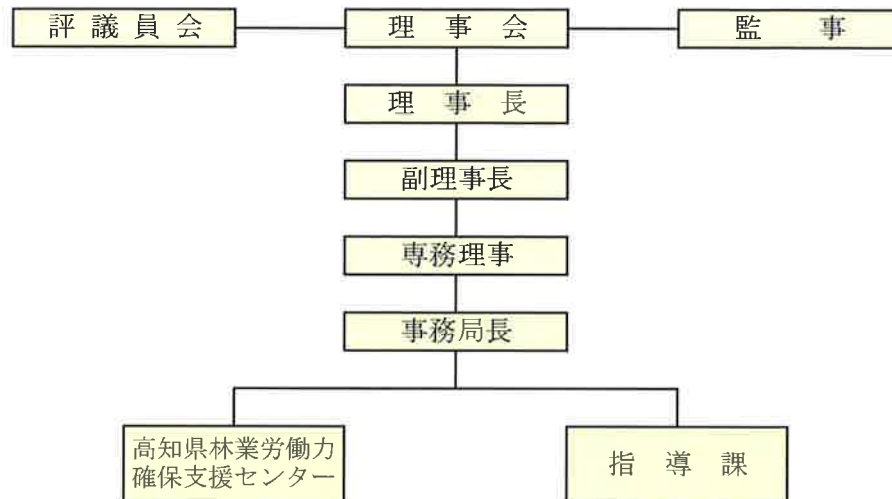 評議員会
理事会
監事
理事長
副理事長
専務理事
事務局長
高知県林業労働力
確保支援センター
指導課